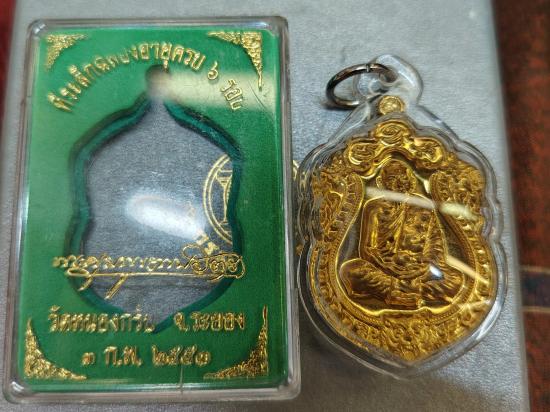 ที่ระลึกฉลองอายุครบ ๖ รอบ
วัดหนองกรับ จ.ระยอง
๓ ก.พ. ๒๕๕๓